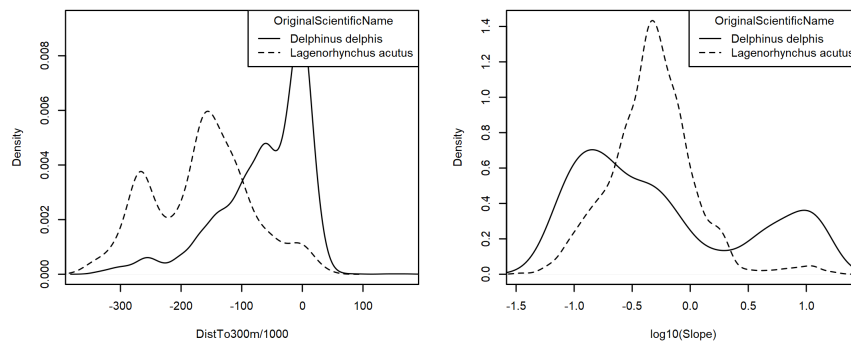 OriginalScientificName
Delphinus delphis
Lagenorhynchus acutus
Density
0.000 0.002 0.004 0.006 0.008
-300 -200 -100 0 100
DistTo300m/1000
OriginalScientificName
Delphinus delphis
Lagenorhynchus acutus
Density
0.0 0.2 0.4 0.6 0.8 1.0 1.2 1.4
-1.5 -1.0 -0.5 0.0 0.5 1.0
log10(Slope)